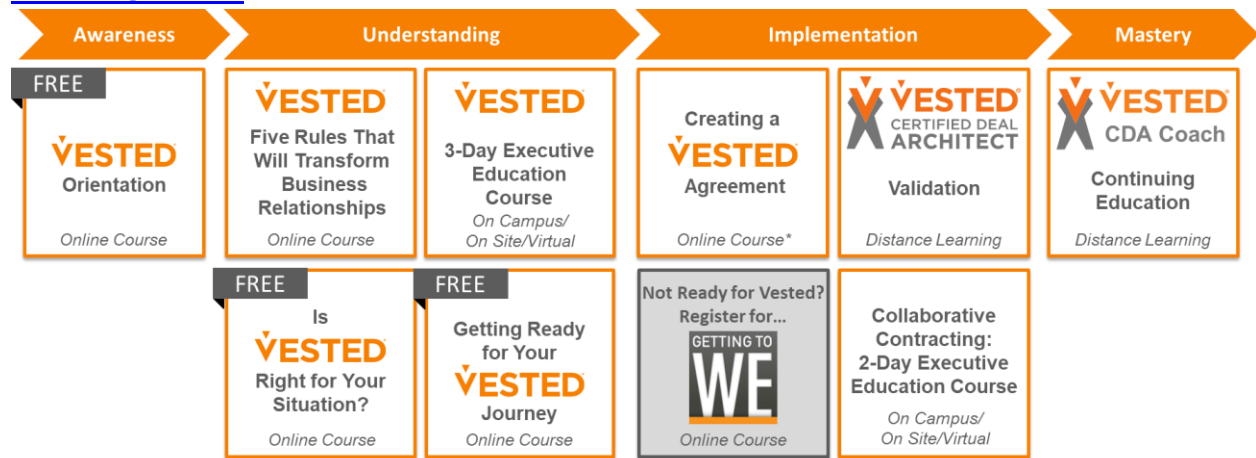 Awareness
Understanding
Implementation
Mastery
FREE
VESTED
Orientation
Online Course
VESTED®
Five Rules That
Will Transform
Business
Relationships
Online Course
VESTED®
3-Day Executive
Education
Course
On Campus/
On Site/Virtual
Creating a
VESTED®
Agreement
Online Course*
VESTED®
CERTIFIED DEAL
ARCHITECT
Validation
Distance Learning
VESTED®
CDA Coach
Continuing
Education
Distance Learning
FREE
Is
VESTED®
Right for Your
Situation?
Online Course
FREE
Getting Ready
for Your
VESTED®
Journey
Online Course
Not Ready for Vested?
Register for...
GETTING TO
WE
Online Course
Collaborative
Contracting:
2-Day Executive
Education Course
On Campus/
On Site/Virtual